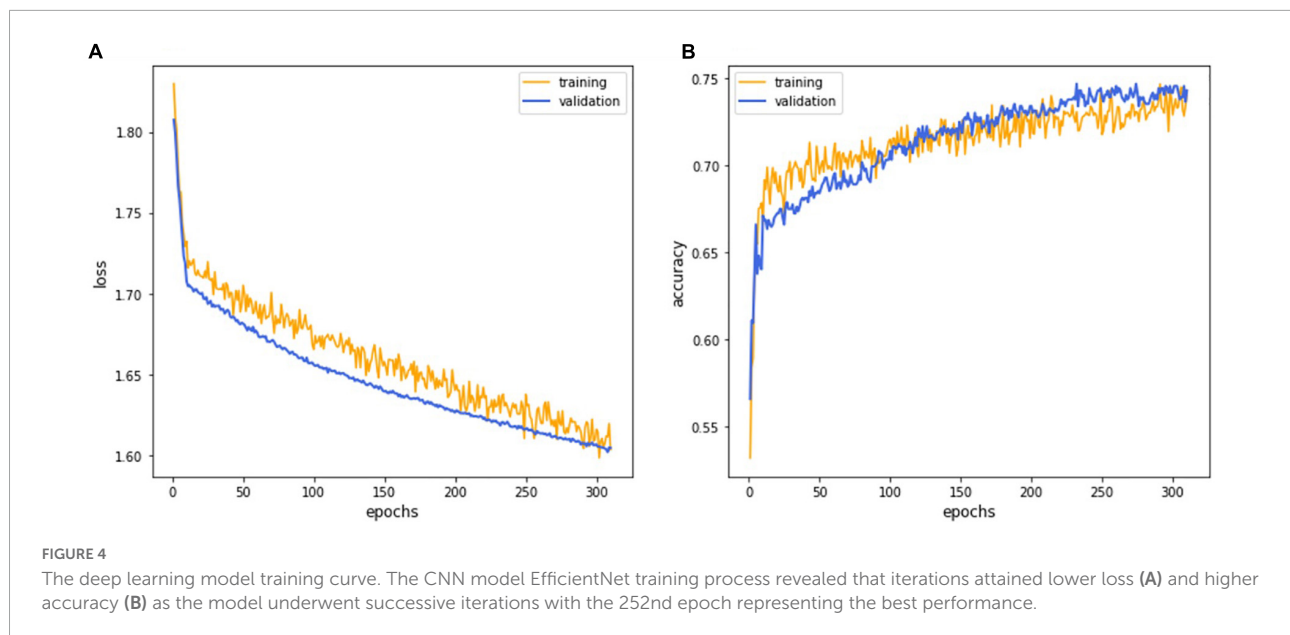 A
training
validation
1.80
1.75
1.70
1.65
1.60
loss
0 50 100 150 200 250 300
epochs
B
training
validation
0.75
0.70
0.65
0.60
0.55
accuracy
0 50 100 150 200 250 300
epochs
FIGURE 4
The deep learning model training curve. The CNN model EfficientNet training process revealed that iterations attained lower loss (A) and higher
accuracy (B) as the model underwent successive iterations with the 252nd epoch representing the best performance.